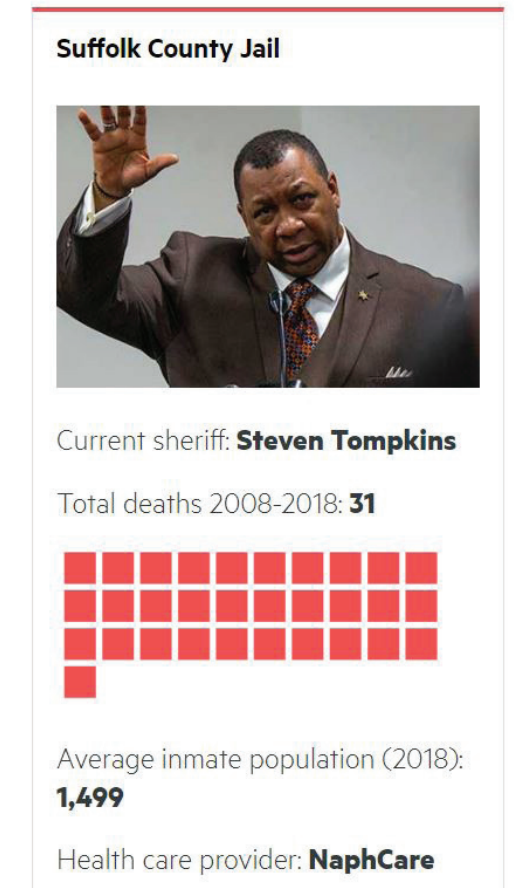 Suffolk County Jail
Current sheriff: Steven Tompkins
Total deaths 2008-2018: 31
Average inmate population (2018):
1,499
Health care provider: NaphCare